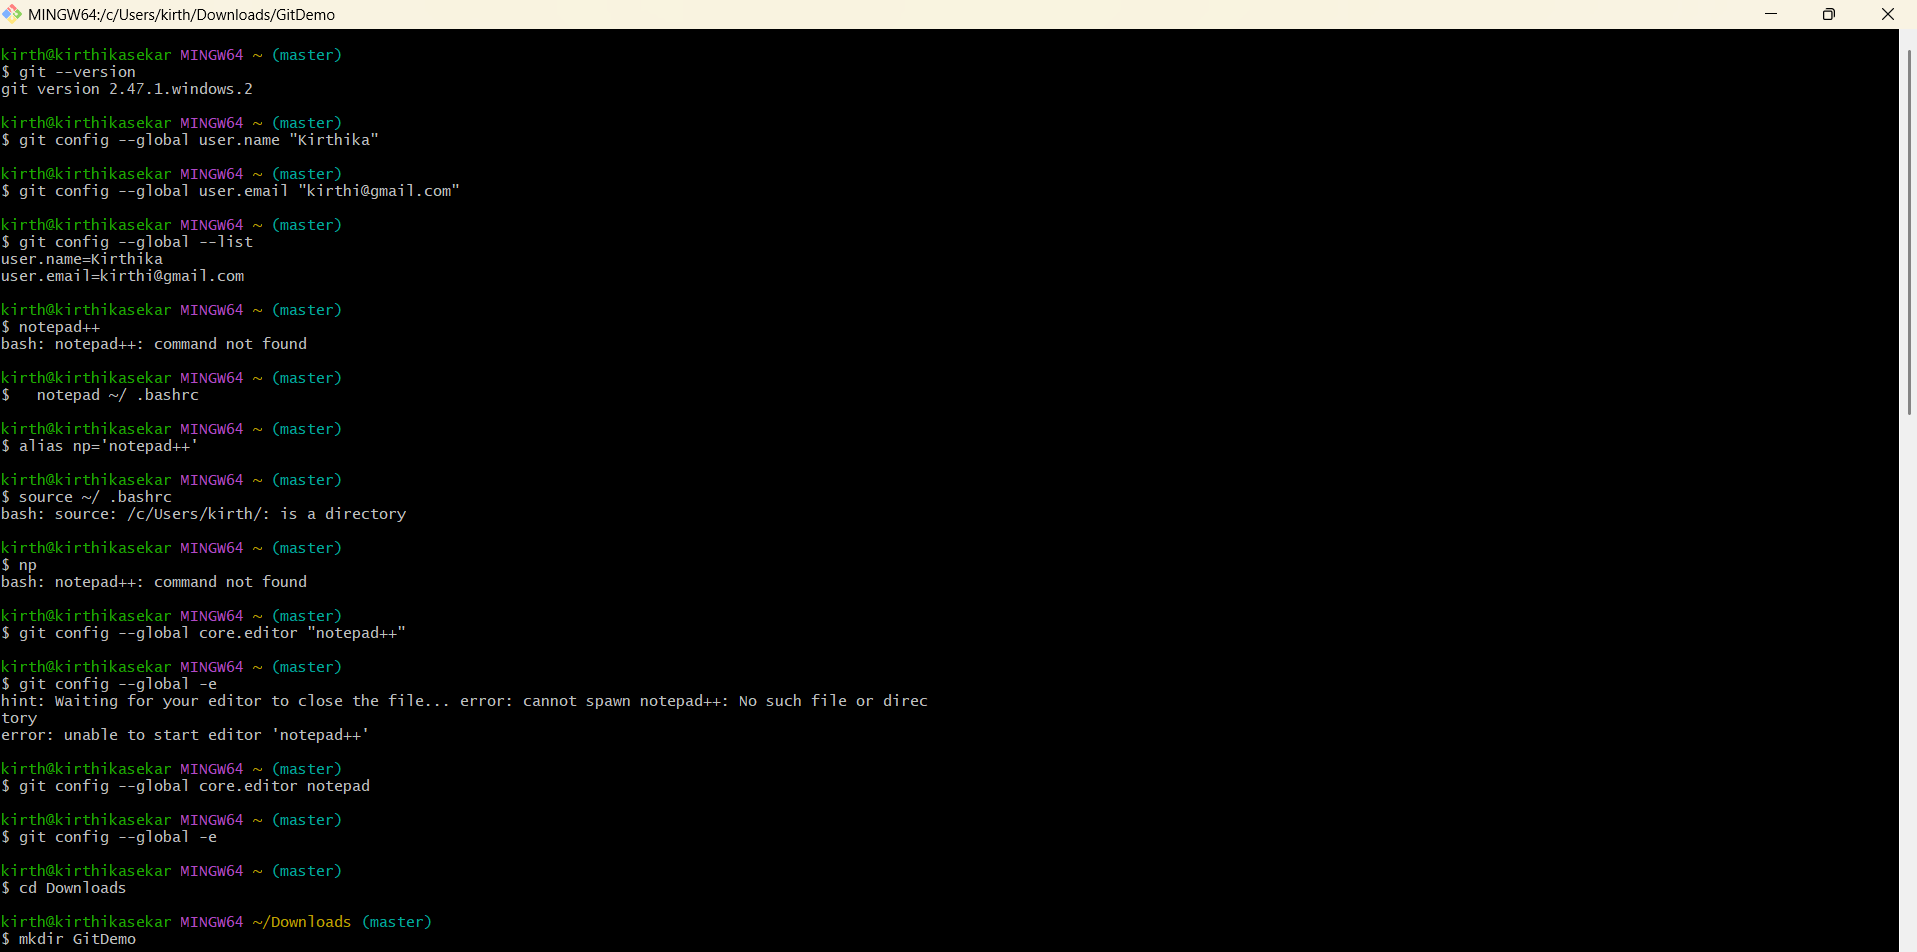 MINGW64:/c/Users/kirth/Downloads/GitDemo
kirth@kirthikasekar MINGW64 ~ (master)
$ git --version
git version 2.47.1.windows.2
kirth@kirthikasekar MINGW64 ~ (master)
$ git config --global user.name "Kirthika"
kirth@kirthikasekar MINGW64 ~ (master)
$ git config --global user.email "kirthi@gmail.com"
kirth@kirthikasekar MINGW64 ~ (master)
$ git config --global --list
user.name=Kirthika
user.email=kirthi@gmail.com
kirth@kirthikasekar MINGW64 ~ (master)
$ notepad++
bash: notepad++: command not found
kirth@kirthikasekar MINGW64 ~ (master)
$   notepad ~/ .bashrc
kirth@kirthikasekar MINGW64 ~ (master)
$ alias np='notepad++'
kirth@kirthikasekar MINGW64 ~ (master)
$ source ~/ .bashrc
bash: source: /c/Users/kirth/: is a directory
kirth@kirthikasekar MINGW64 ~ (master)
$ np
bash: notepad++: command not found
kirth@kirthikasekar MINGW64 ~ (master)
$ git config --global core.editor "notepad++"
kirth@kirthikasekar MINGW64 ~ (master)
$ git config --global -e
hint: Waiting for your editor to close the file... error: cannot spawn notepad++: No such file or direc
tory
error: unable to start editor 'notepad++'
kirth@kirthikasekar MINGW64 ~ (master)
$ git config --global core.editor notepad
kirth@kirthikasekar MINGW64 ~ (master)
$ git config --global -e
kirth@kirthikasekar MINGW64 ~ (master)
$ cd Downloads
kirth@kirthikasekar MINGW64 ~/Downloads (master)
$ mkdir GitDemo